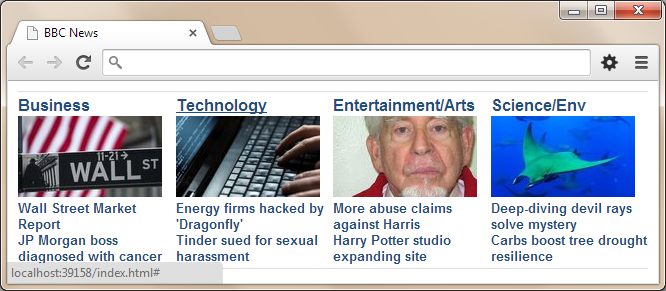 BBC News
Business
Technology
Entertainment/Arts
Science/Env
11-21→
WALL ST
Wall Street Market
Report
JP Morgan boss
diagnosed with cancer
Energy firms hacked by
'Dragonfly'
Tinder sued for sexual
harassment
More abuse claims
against Harris
Harry Potter studio
expanding site
Deep-diving devil rays
solve mystery
Carbs boost tree drought
resilience
localhost:39158/index.html#